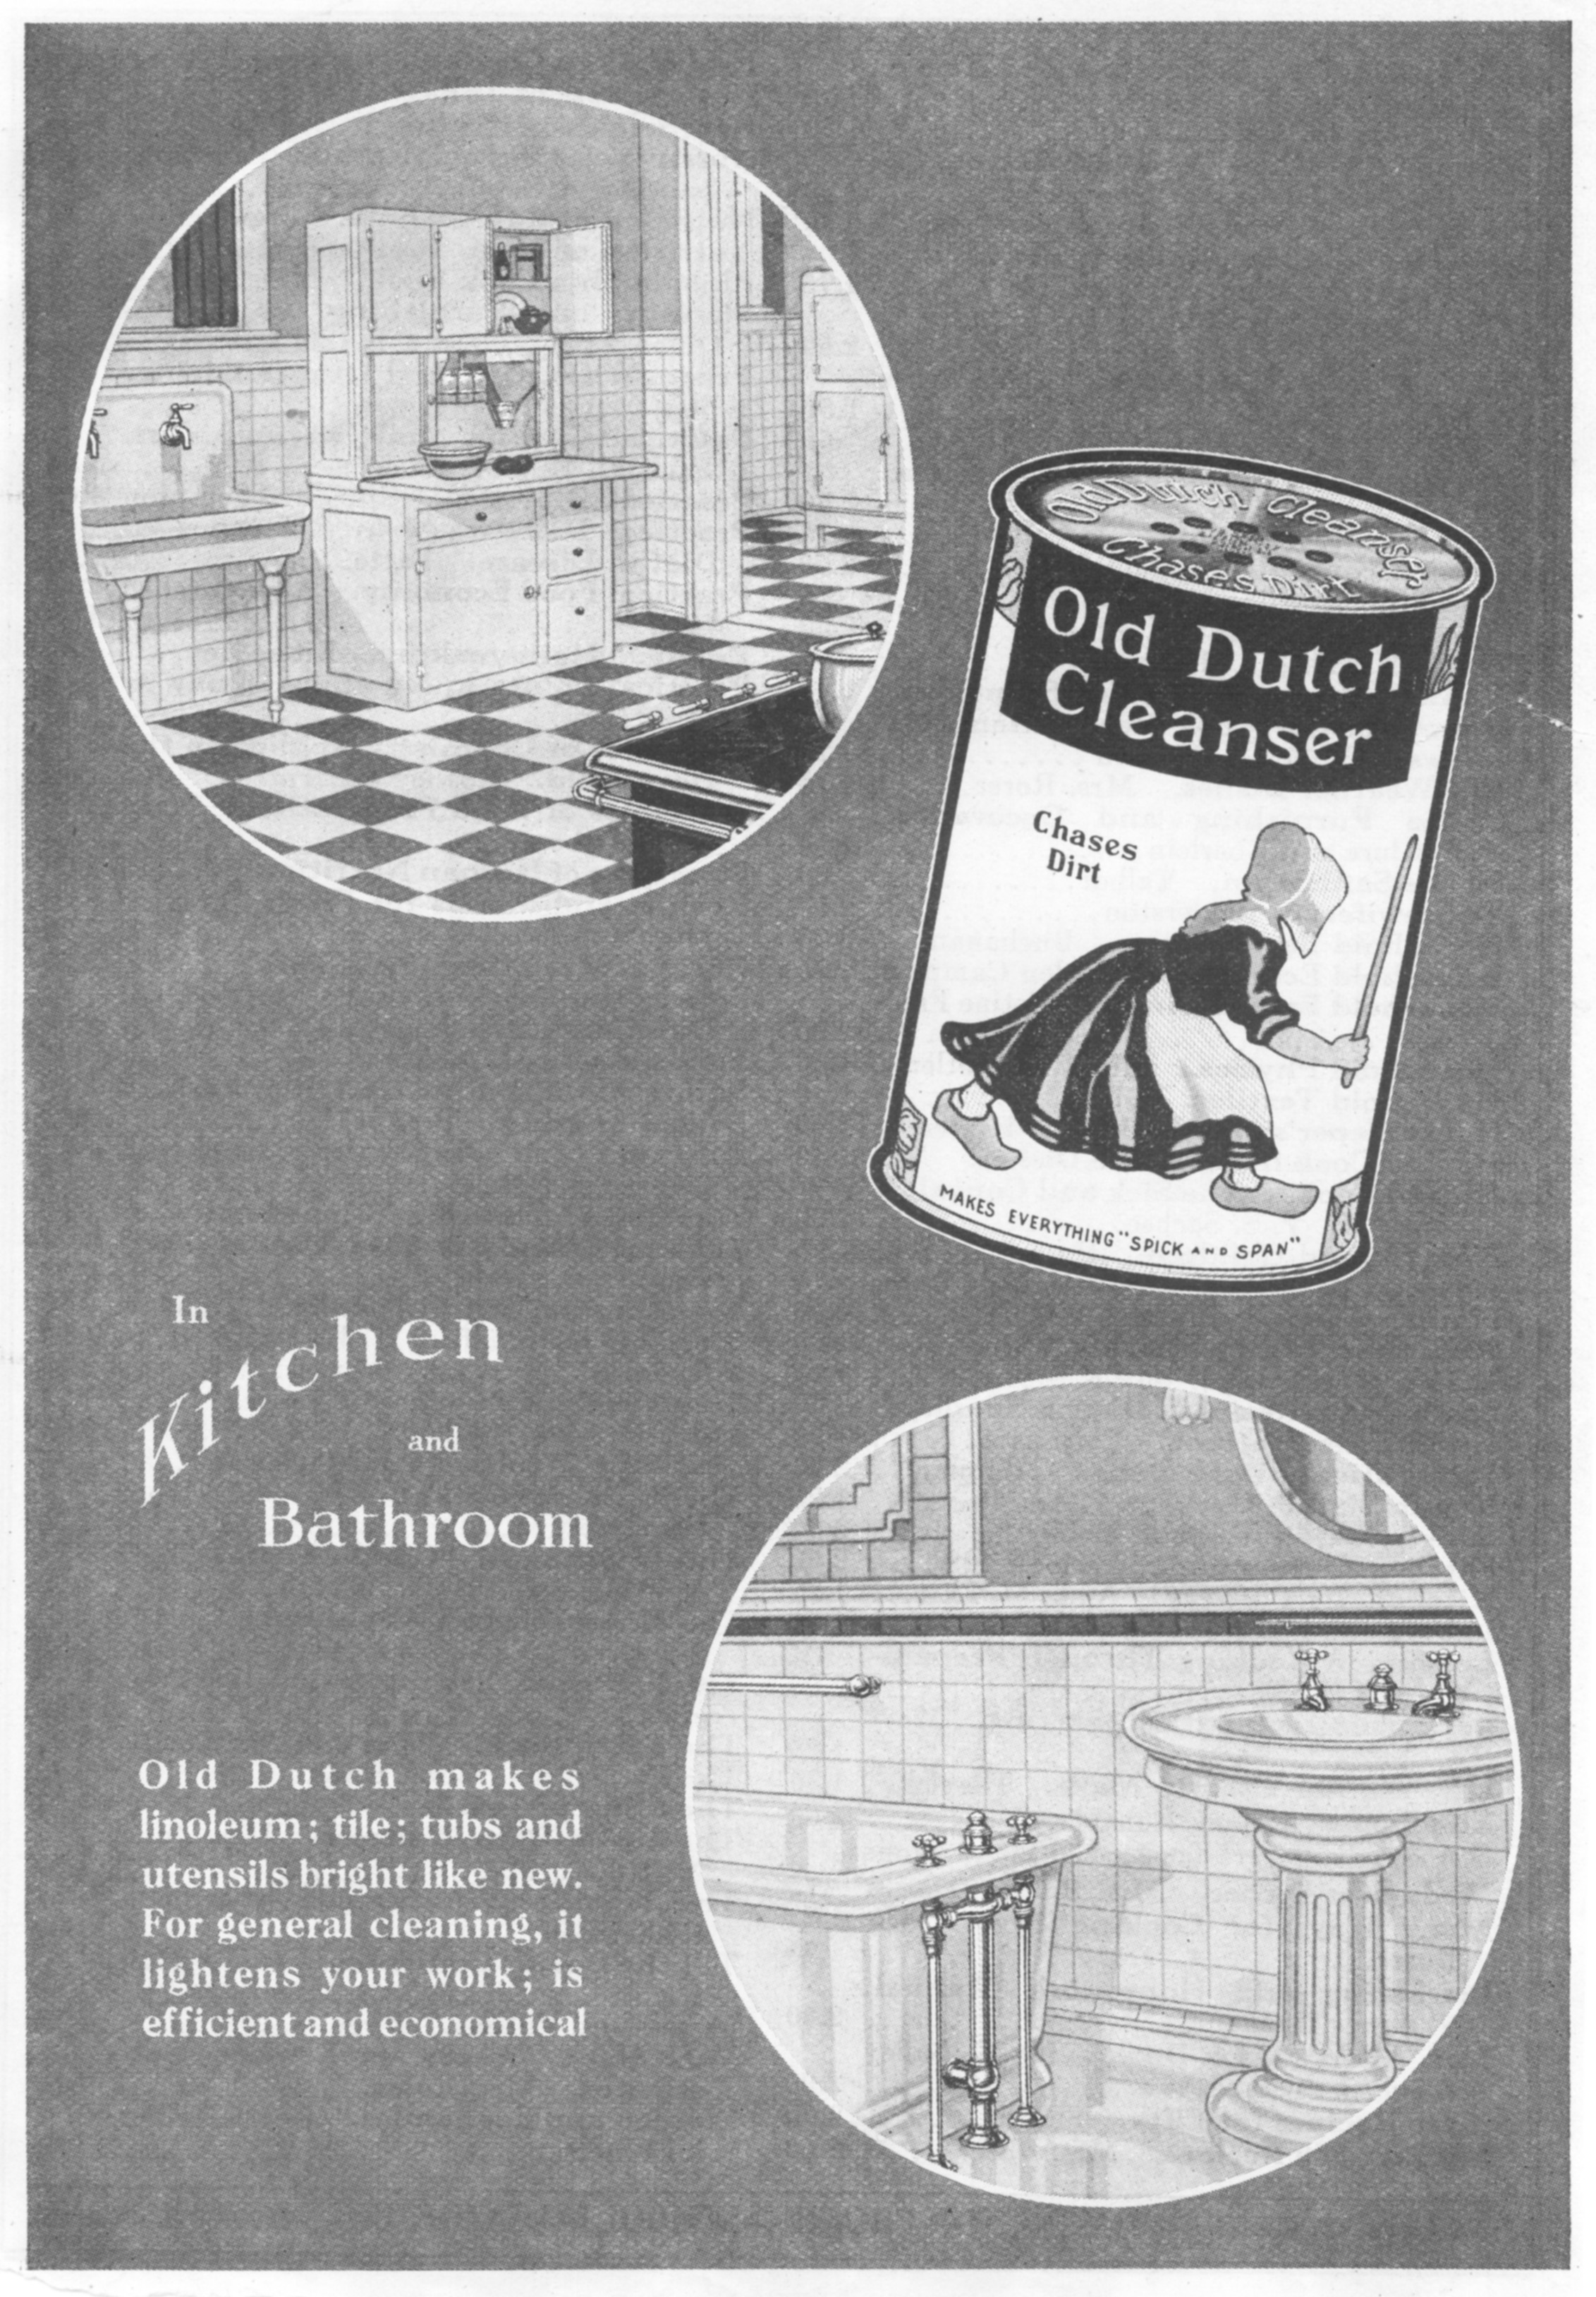 Old Dutch Cleanser
Chases Dirt
Old Dutch
Cleanser
Chases
Dirt
MAKES EVERYTHING "SPICK AND SPAN"
In
Kitchen
and
Bathroom
Old Dutch makes
linoleum; tile; tubs and
utensils bright like new.
For general cleaning, it
lightens your work; is
efficient and economical